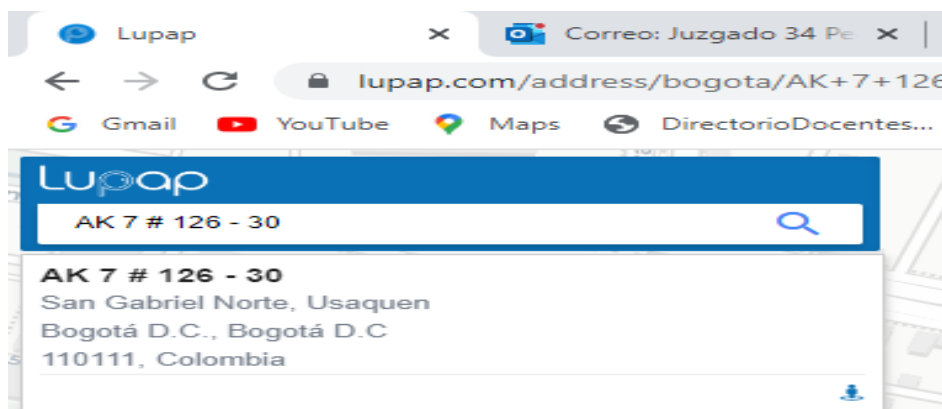 Lupap
Correo: Juzgado 34 Pe
lupap.com/address/bogota/AK+7+126
Gmail YouTube Maps DirectorioDocentes...
Lupap
AK 7 # 126 - 30
AK 7 # 126 - 30
San Gabriel Norte, Usaquen
Bogotá D.C., Bogotá D.C
110111, Colombia